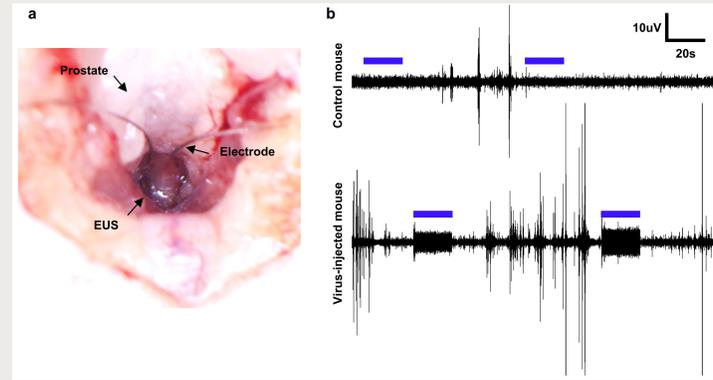 a
Prostate
Electrode
EUS
b
10uV
20s
Control mouse
Virus-injected mouse